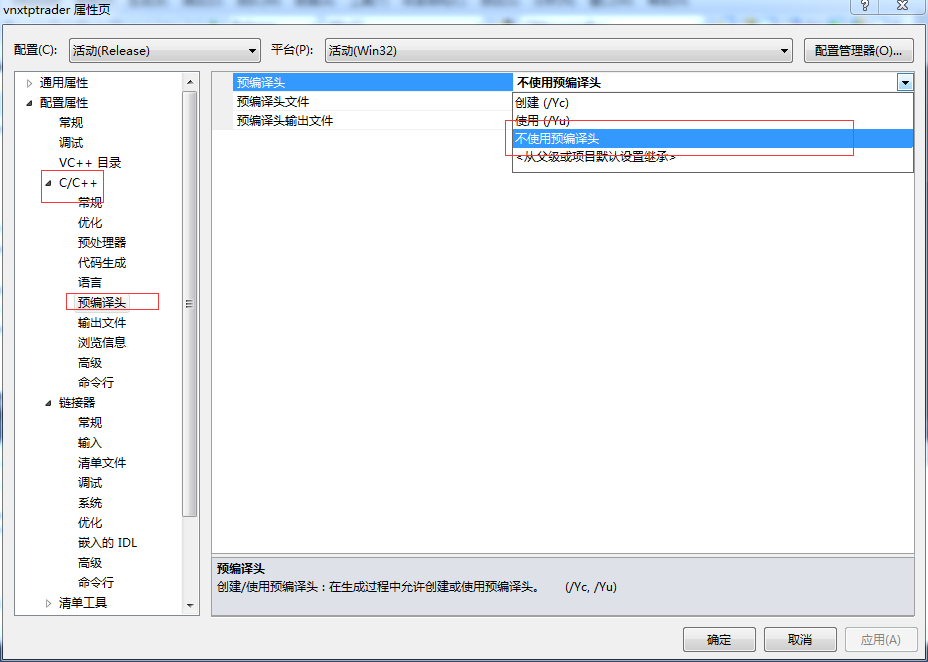 vnxtptrader 属性页
配置(C): 活动(Release) 平台(P): 活动(Win32) 配置管理器(O)...
通用属性
配置属性
常规
调试
VC++ 目录
C/C++
常规
优化
预处理器
代码生成
语言
预编译头
输出文件
浏览信息
高级
命令行
链接器
常规
输入
清单文件
调试
系统
优化
嵌入的 IDL
高级
命令行
清单工具
预编译头 不使用预编译头
预编译头文件
预编译头输出文件
创建 (/Yc)
使用 (/Yu)
不使用预编译头
<从父级或项目默认设置继承>
预编译头
创建/使用预编译头：在生成过程中允许创建或使用预编译头。 (/Yc, /Yu)
确定 取消 应用(A)